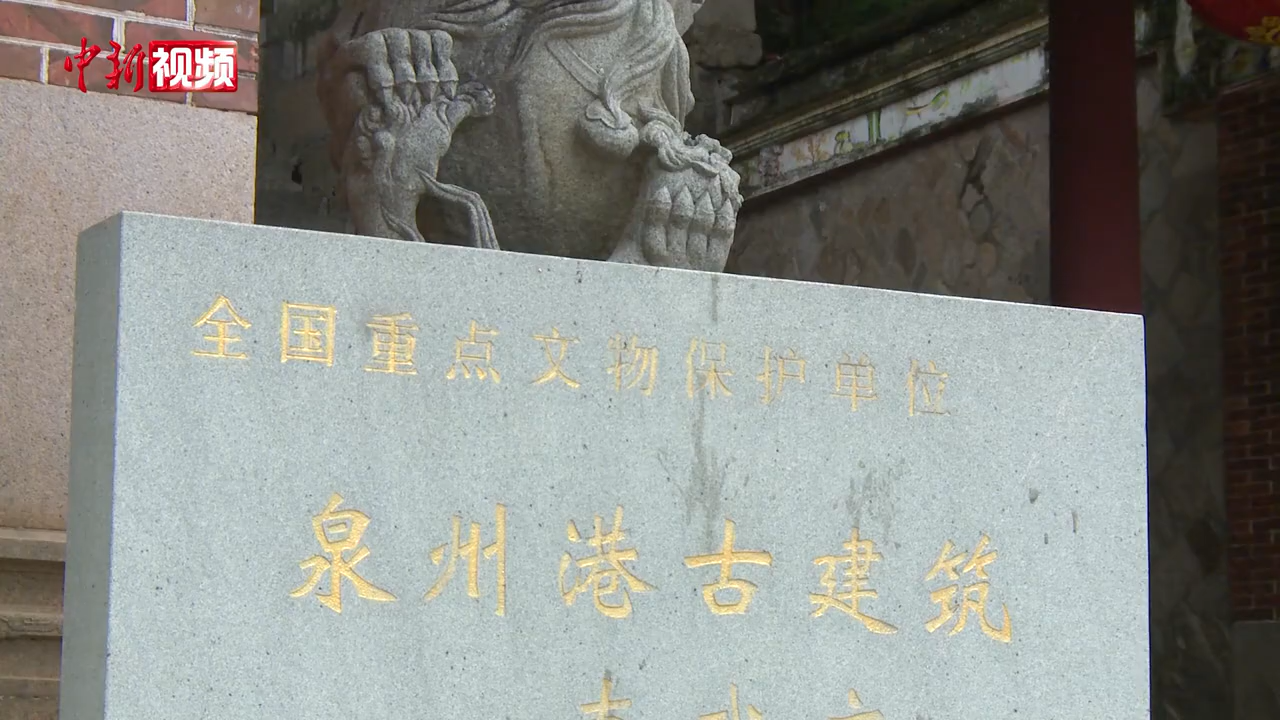 中新视频
全国重点文物保护单位
泉州港古建筑